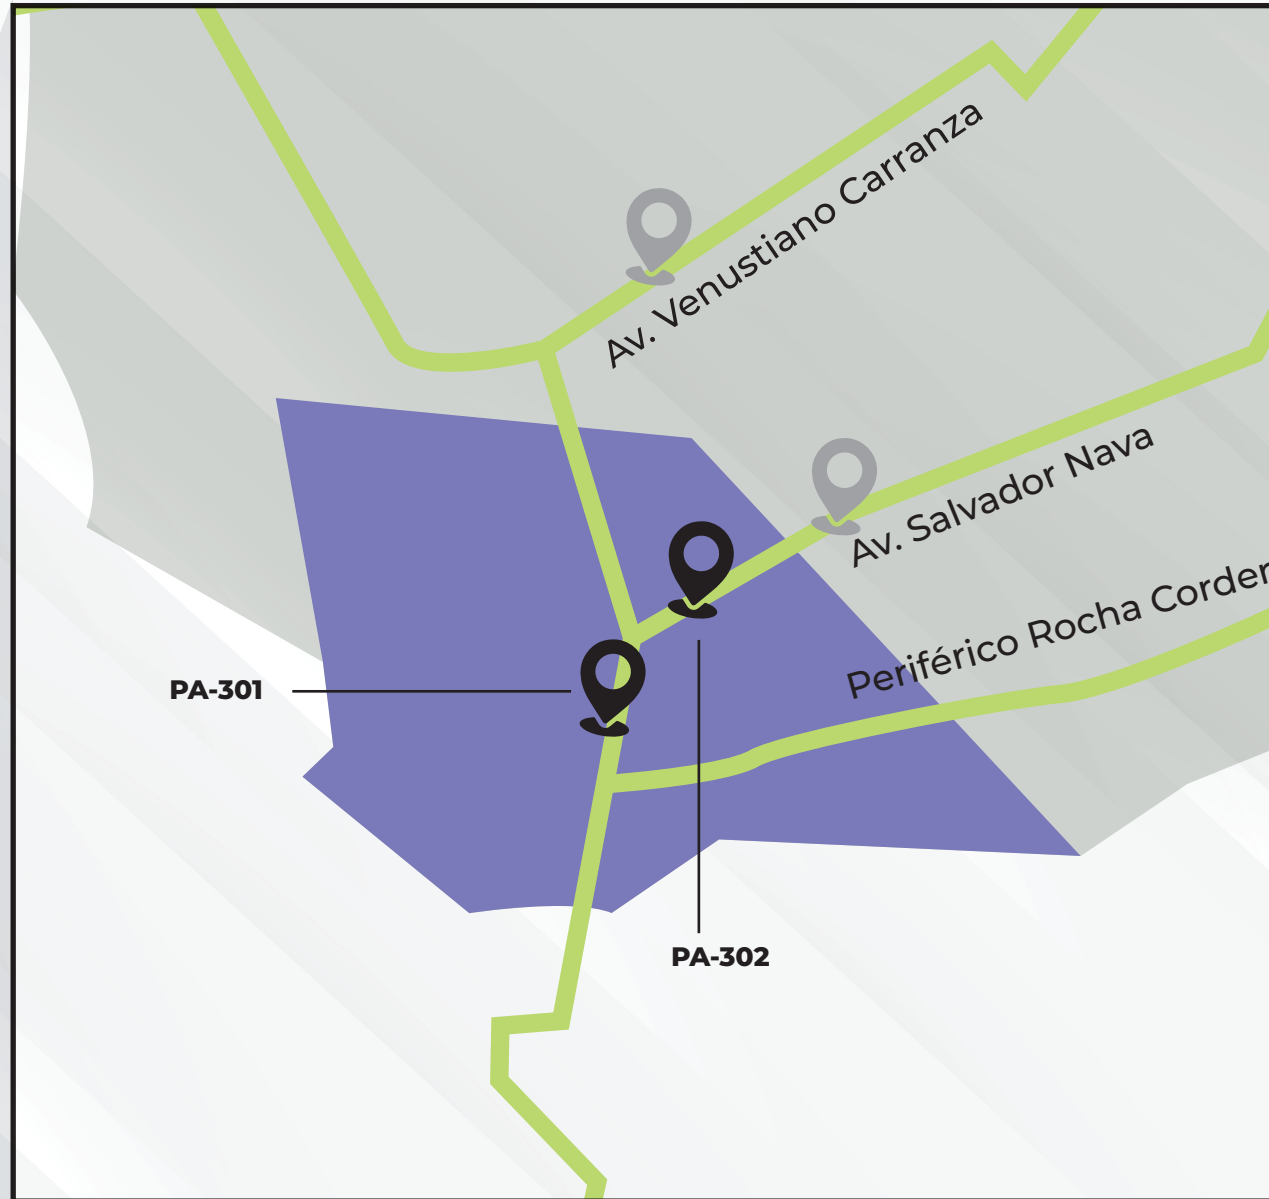 Av. Venustiano Carranza
Av. Salvador Nava
Periférico Rocha Corder
PA-301
PA-302